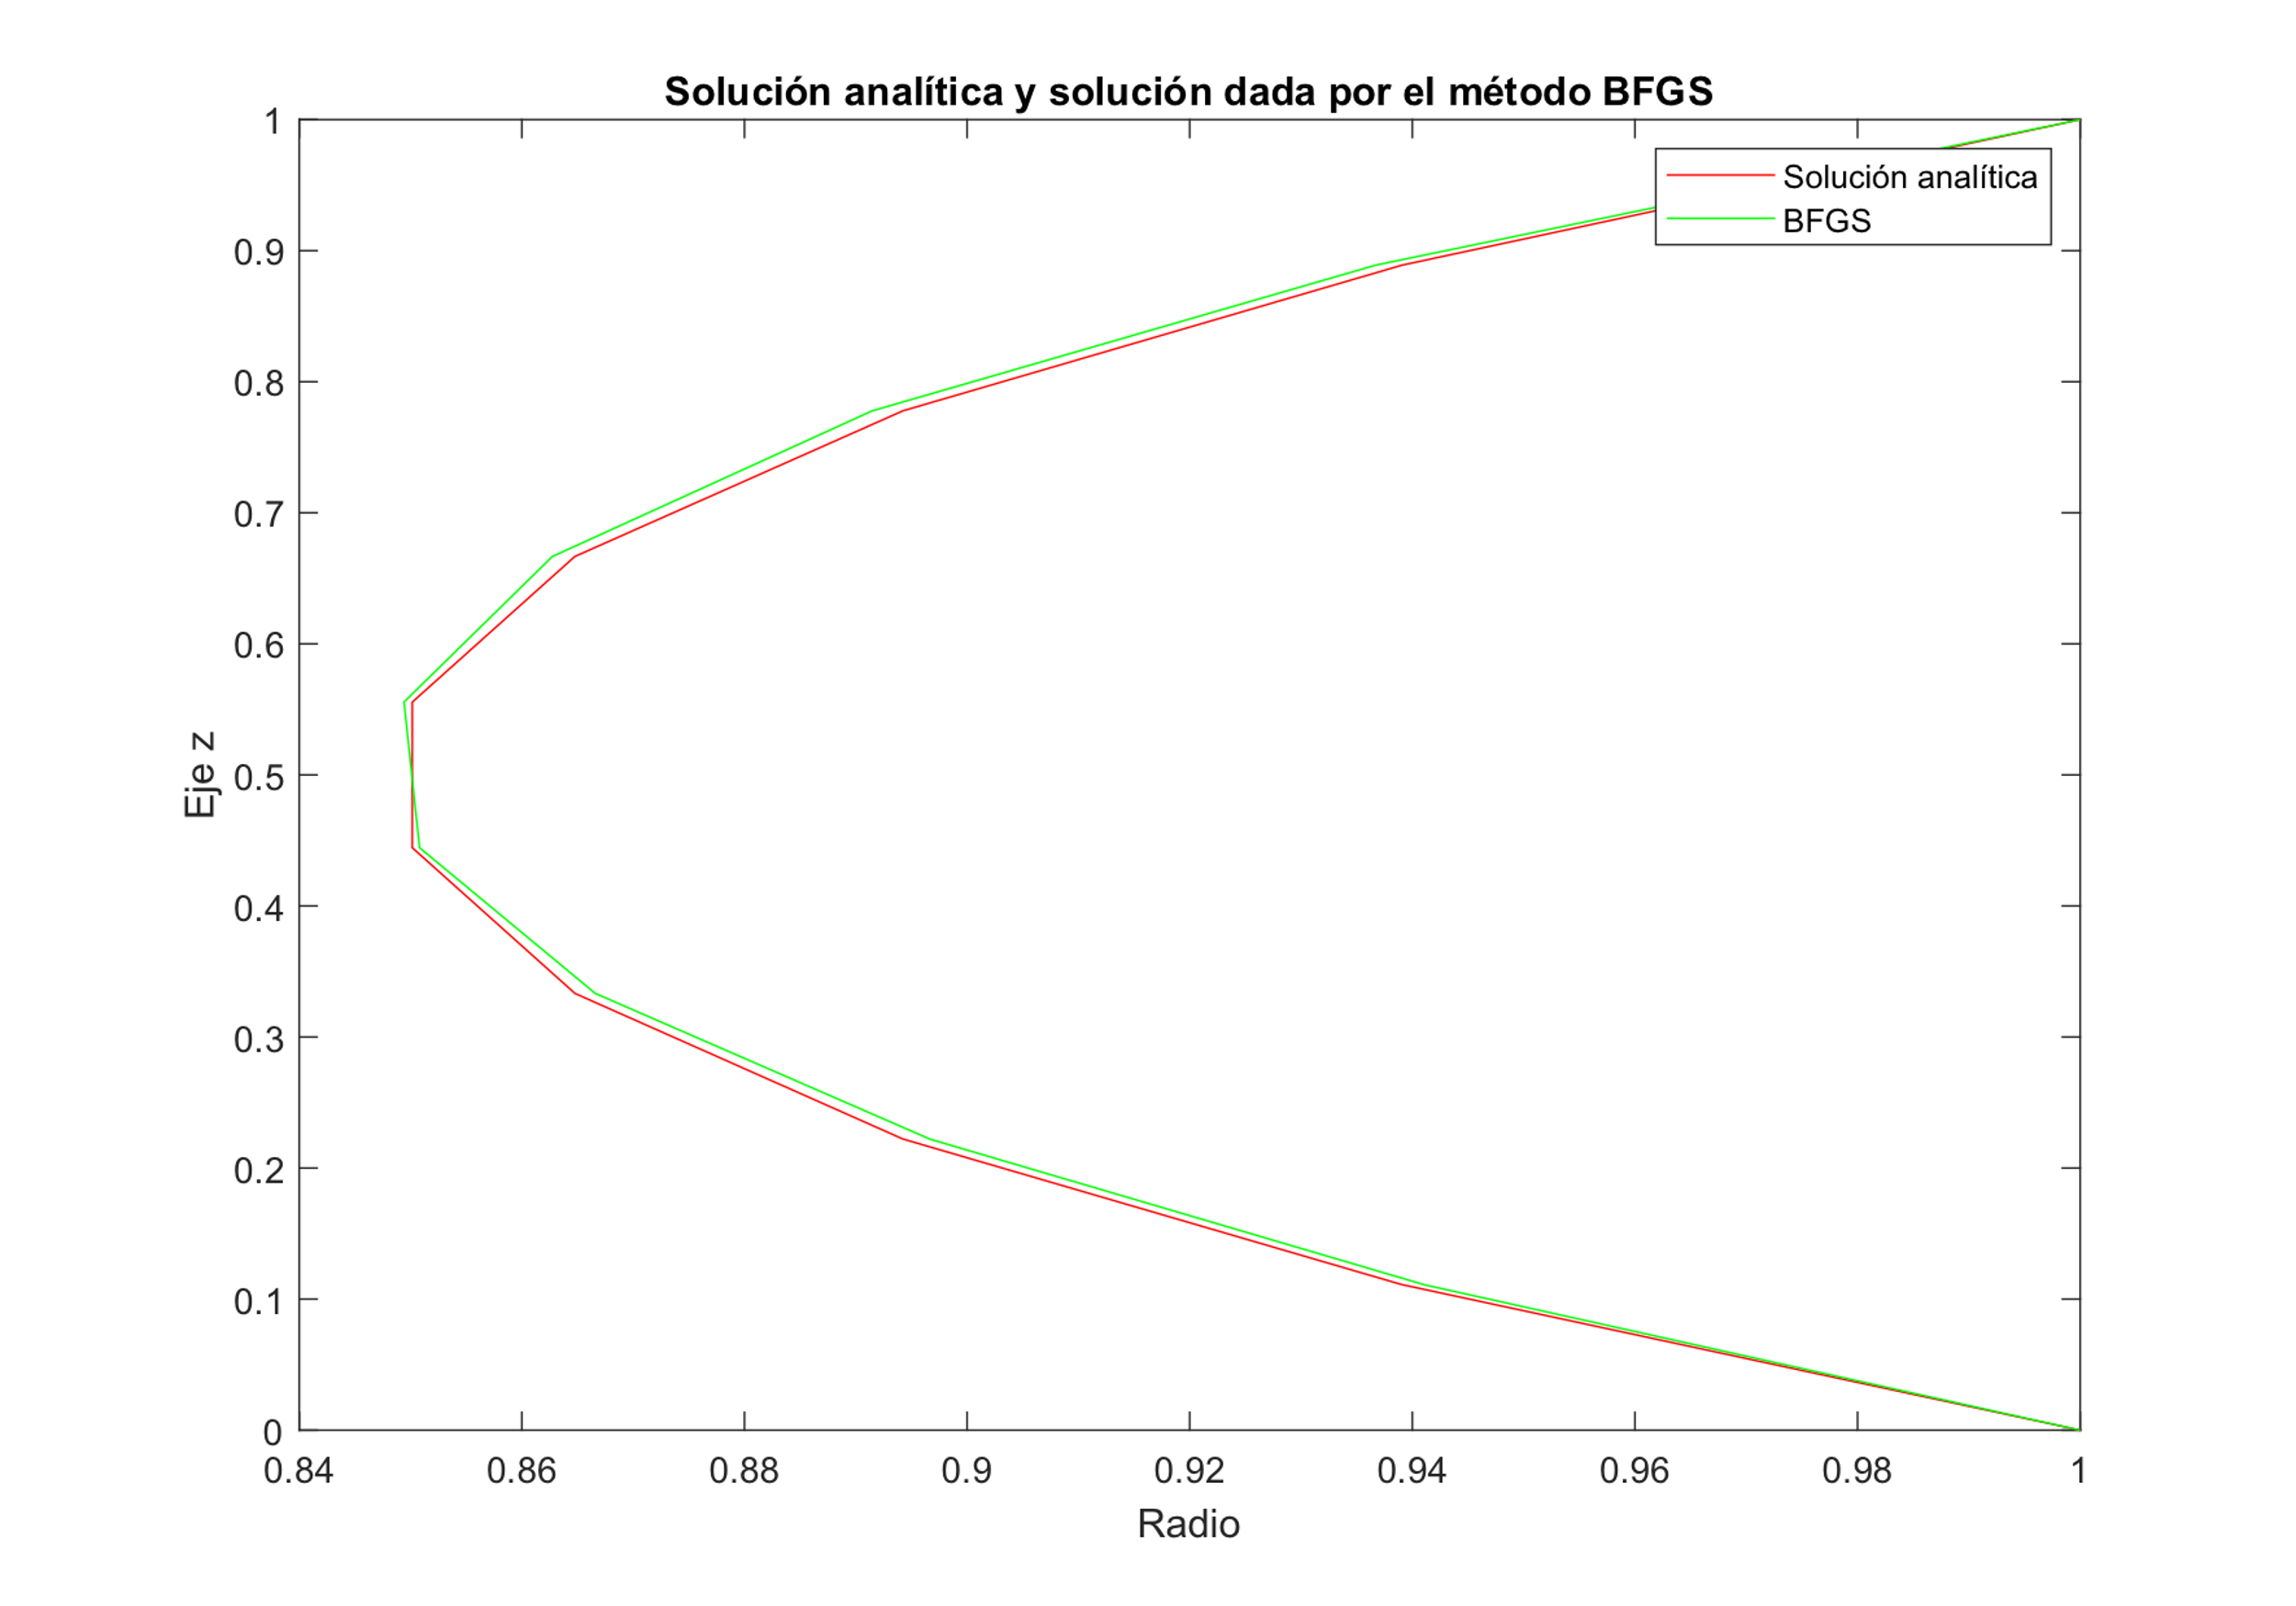 Solución analítica y solución dada por el método BFGS
1
0.9
0.8
0.7
0.6
0.5
0.4
0.3
0.2
0.1
0
Eje z
Solución analítica
BFGS
0.84 0.86 0.88 0.9 0.92 0.94 0.96 0.98 1
Radio